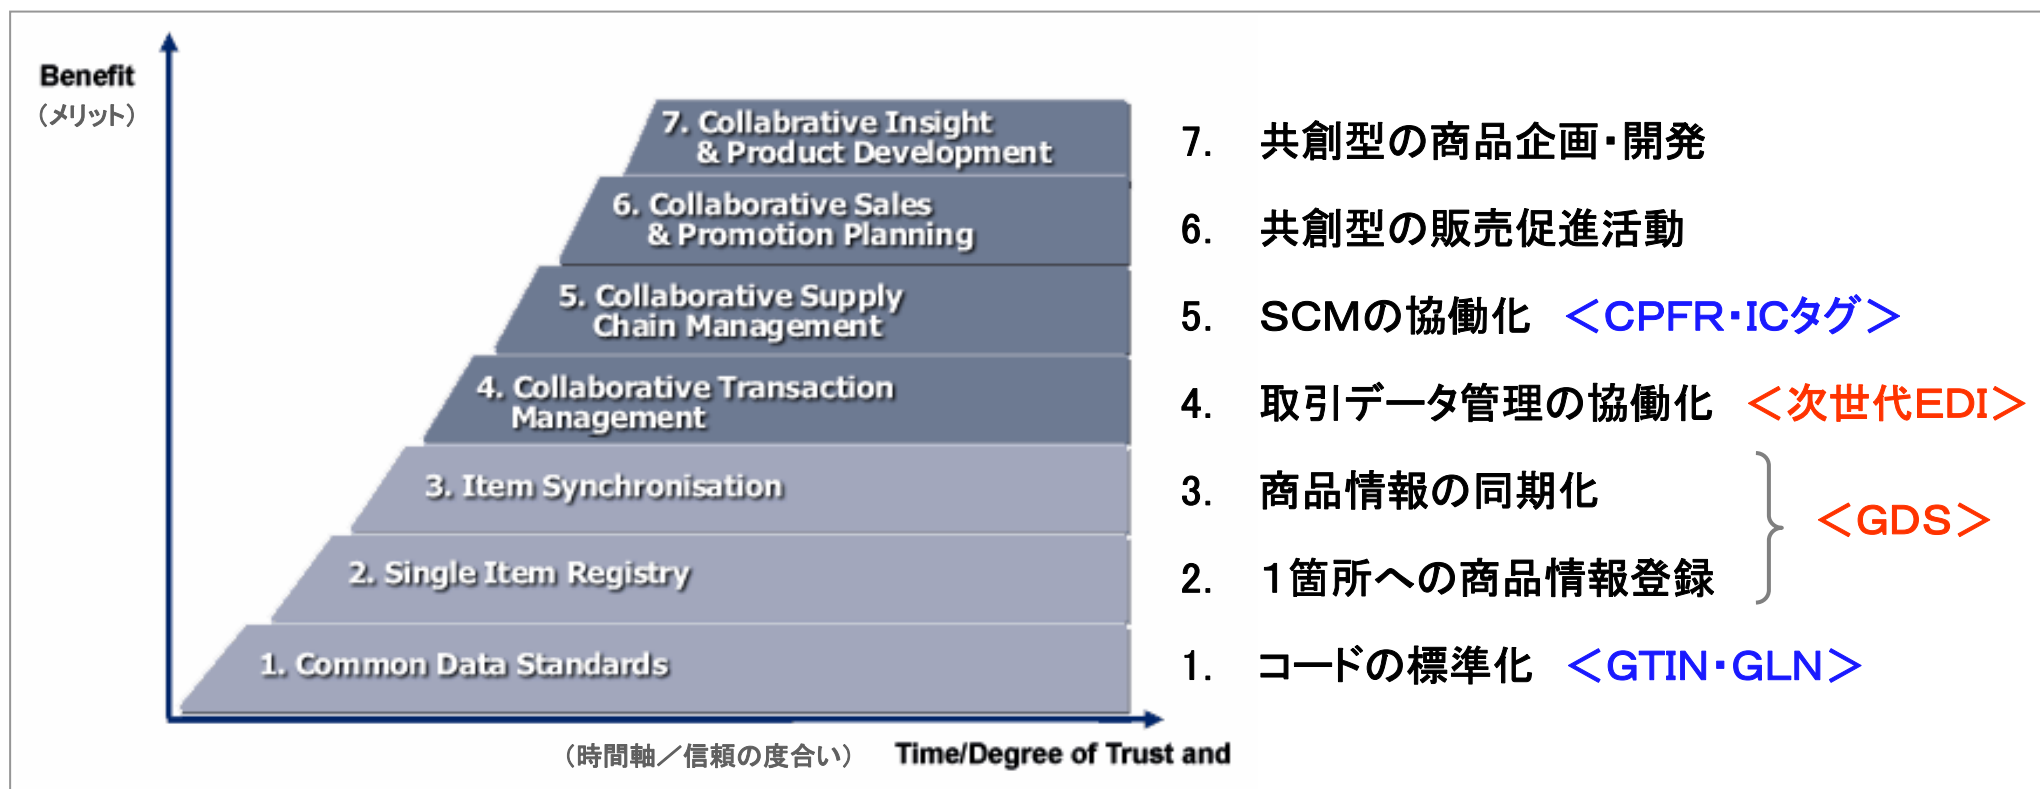 Benefit
（メリット）
7. Collabrative Insight
& Product Development
6. Collaborative Sales
& Promotion Planning
5. Collaborative Supply
Chain Management
4. Collaborative Transaction
Management
3. Item Synchronisation
2. Single Item Registry
1. Common Data Standards
（時間軸／信頼の度合い） Time/Degree of Trust and
7. 共創型の商品企画・開発
6. 共創型の販売促進活動
5. SCMの協働化 ＜CPFR・ICタグ＞
4. 取引データ管理の協働化 ＜次世代EDI＞
3. 商品情報の同期化
＜GDS＞
2. 1箇所への商品情報登録
1. コードの標準化 ＜GTIN・GLN＞